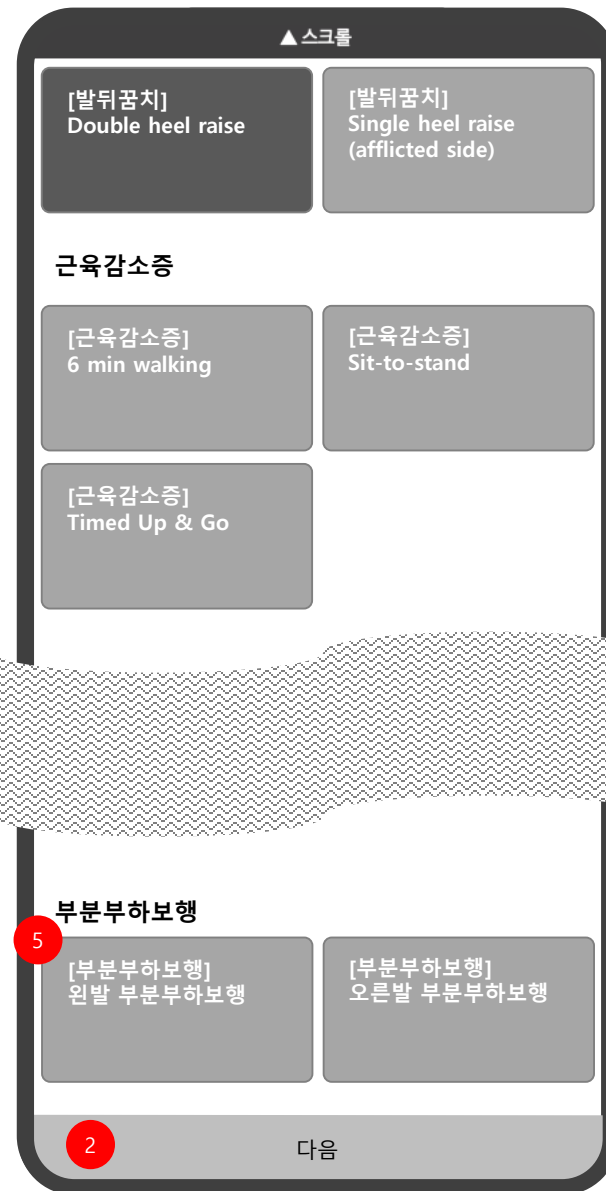 ▲스크롤
[발뒤꿈치]
Double heel raise
[발뒤꿈치]
Single heel raise
(afflicted side)
근육감소증
[근육감소증]
6 min walking
[근육감소증]
Sit-to-stand
[근육감소증]
Timed Up & Go
부분부하보행
5
[부분부하보행]
왼발 부분부하보행
[부분부하보행]
오른발 부분부하보행
2
다음